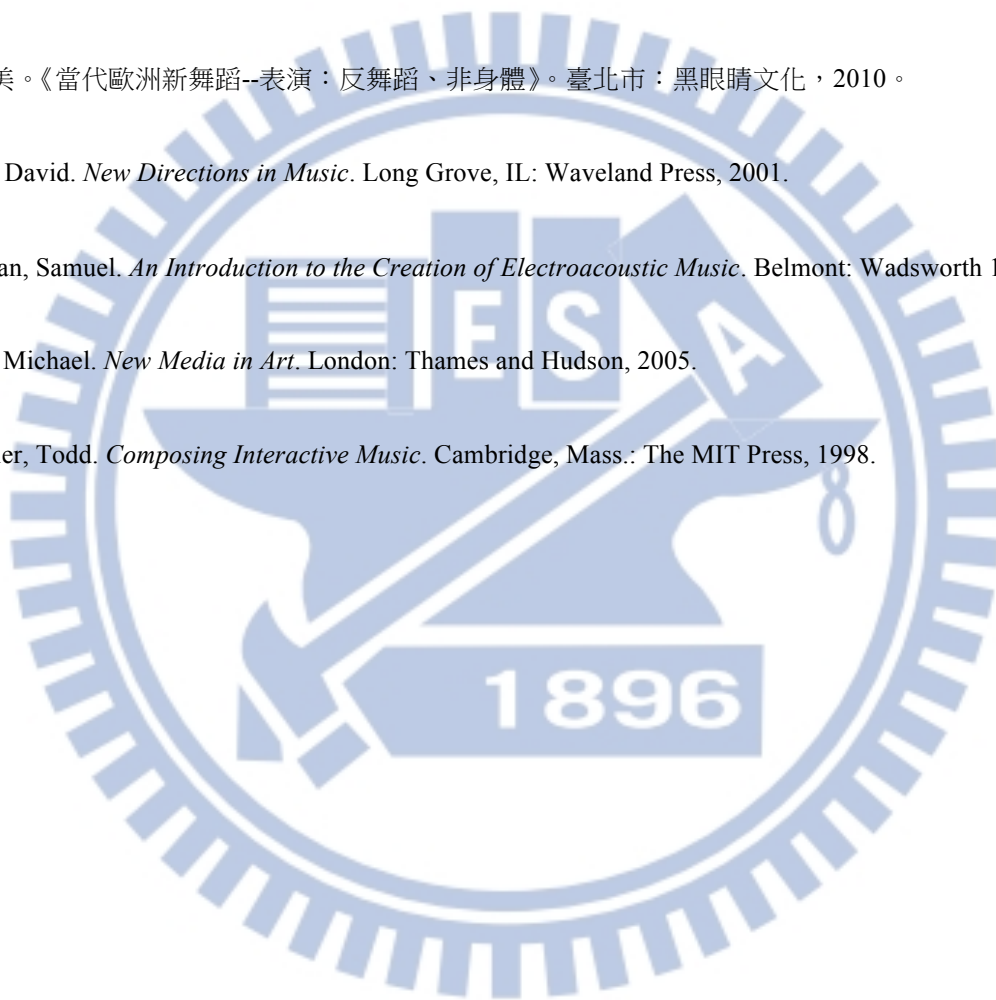 美。《當代歐洲新舞蹈--表演：反舞蹈、非身體》。臺北市：黑眼睛文化，2010。
David. New Directions in Music. Long Grove, IL: Waveland Press, 2001.
an, Samuel. An Introduction to the Creation of Electroacoustic Music. Belmont: Wadsworth 1
Michael. New Media in Art. London: Thames and Hudson, 2005.
er, Todd. Composing Interactive Music. Cambridge, Mass.: The MIT Press, 1998.
E S A
1896